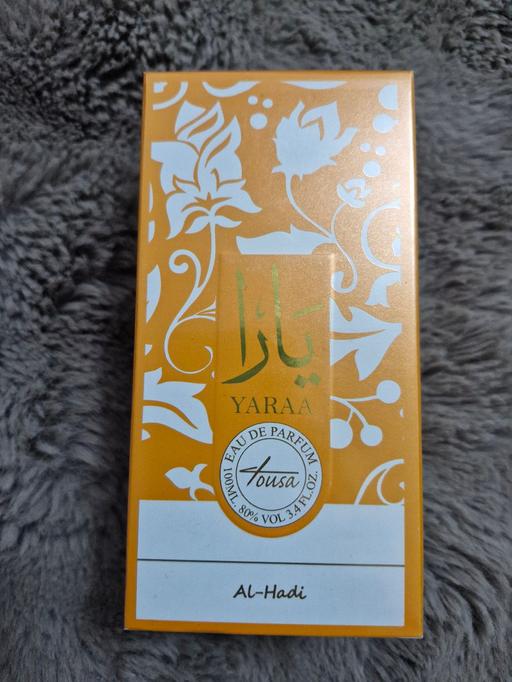 يارا
YARAA
EAU DE PARFUM
Tousa
100ML. 80% VOL 3.4 FL.OZ.
Al-Hadi